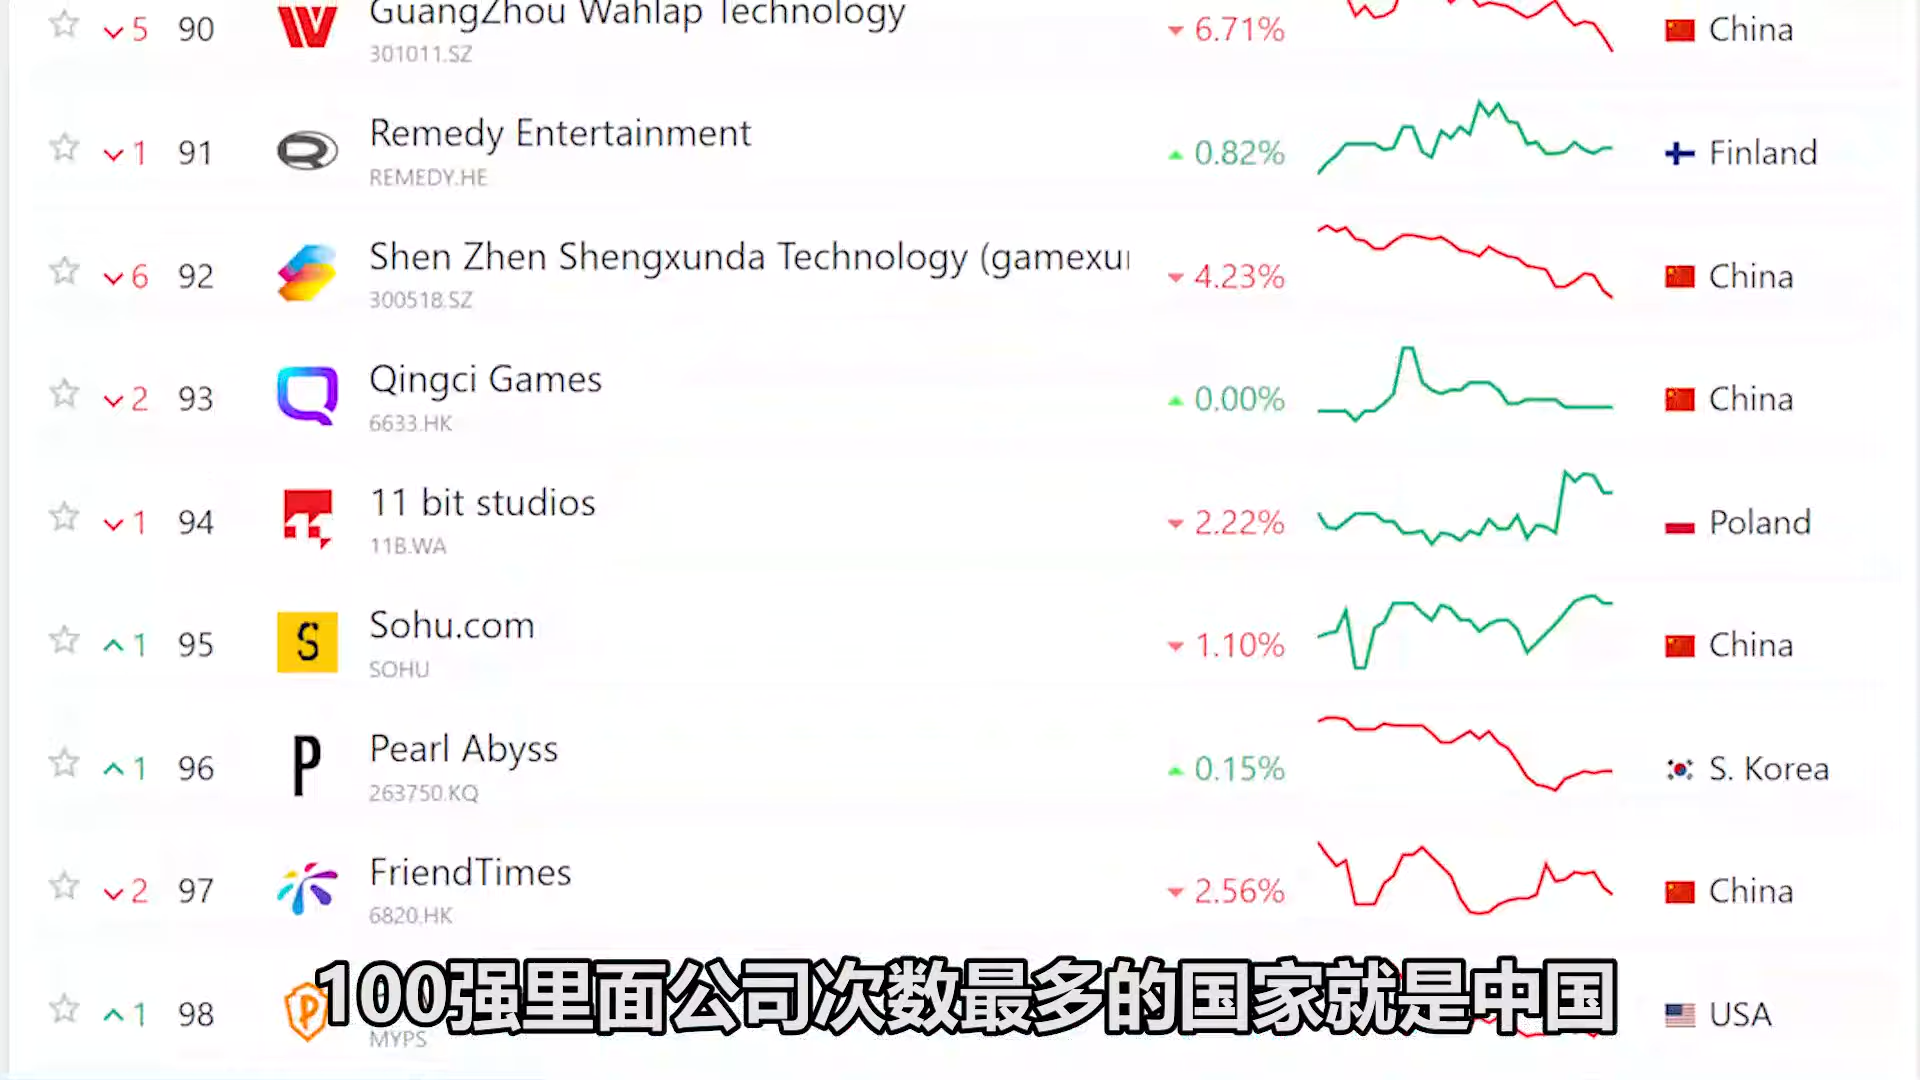 5 90 GuangZhou Wahlap Technology 6.71% China
301011.SZ
1 91 Remedy Entertainment 0.82% Finland
REMEDY.HE
6 92 Shen Zhen Shengxunda Technology (gamexu 4.23% China
300518.SZ
2 93 Qingci Games 0.00% China
6633.HK
1 94 11 bit studios 2.22% Poland
11B.WA
1 95 S Sohu.com 1.10% China
SOHU
1 96 P Pearl Abyss 0.15% S. Korea
263750.KQ
2 97 FriendTimes 2.56% China
6820.HK
1 98 P USA
MYPS
100强里面公司次数最多的国家就是中国